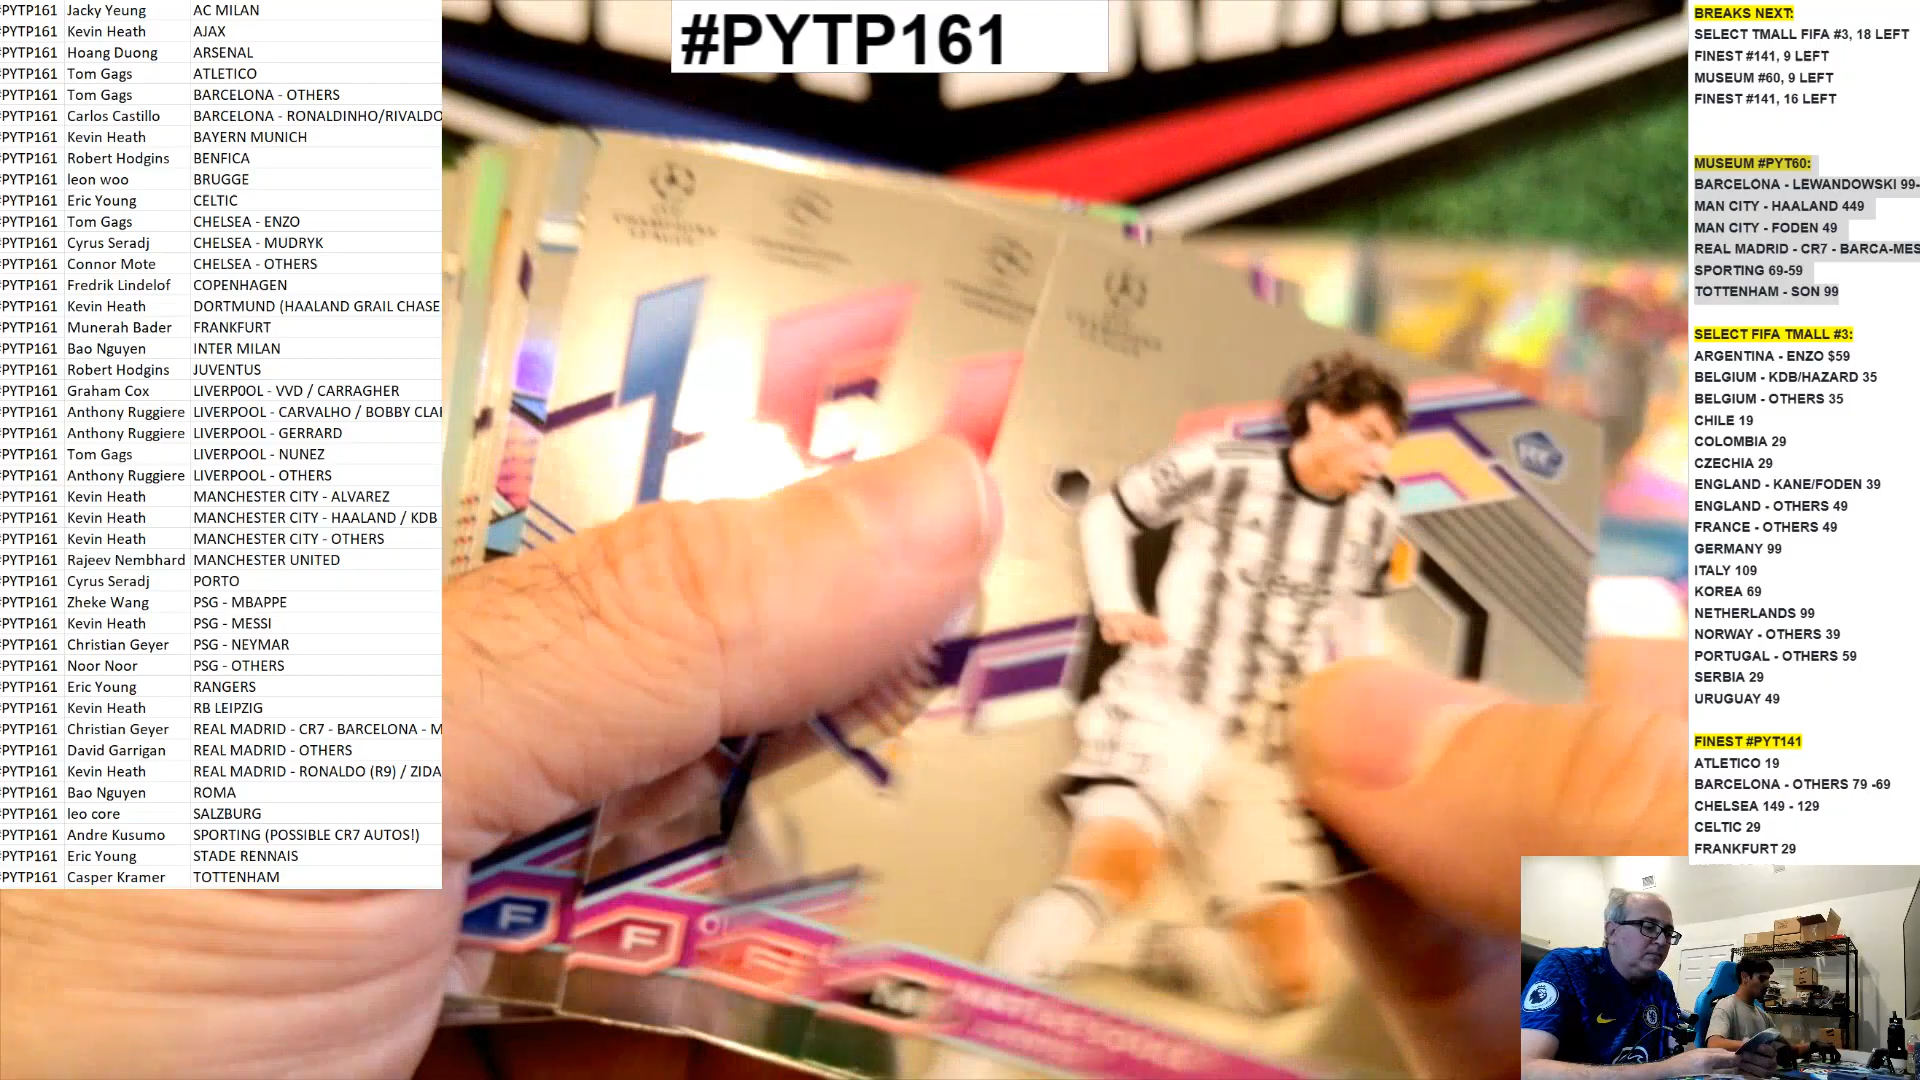 #PYTP161
#PYTP161 Jacky Yeung AC MILAN
#PYTP161 Kevin Heath AJAX
#PYTP161 Hoang Duong ARSENAL
#PYTP161 Tom Gags ATLETICO
#PYTP161 Tom Gags BARCELONA - OTHERS
#PYTP161 Carlos Castillo BARCELONA - RONALDINHO/RIVALDO
#PYTP161 Kevin Heath BAYERN MUNICH
#PYTP161 Robert Hodgins BENFICA
#PYTP161 leon woo BRUGGE
#PYTP161 Eric Young CELTIC
#PYTP161 Tom Gags CHELSEA - ENZO
#PYTP161 Cyrus Seradj CHELSEA - MUDRYK
#PYTP161 Connor Mote CHELSEA - OTHERS
#PYTP161 Fredrik Lindelof COPENHAGEN
#PYTP161 Kevin Heath DORTMUND (HAALAND GRAIL CHASE
#PYTP161 Munerah Bader FRANKFURT
#PYTP161 Bao Nguyen INTER MILAN
#PYTP161 Robert Hodgins JUVENTUS
#PYTP161 Graham Cox LIVERPOOL - VVD / CARRAGHER
#PYTP161 Anthony Ruggiere LIVERPOOL - CARVALHO / BOBBY CLA
#PYTP161 Anthony Ruggiere LIVERPOOL - GERRARD
#PYTP161 Tom Gags LIVERPOOL - NUNEZ
#PYTP161 Anthony Ruggiere LIVERPOOL - OTHERS
#PYTP161 Kevin Heath MANCHESTER CITY - ALVAREZ
#PYTP161 Kevin Heath MANCHESTER CITY - HAALAND / KDB
#PYTP161 Kevin Heath MANCHESTER CITY - OTHERS
#PYTP161 Rajeev Nembhard MANCHESTER UNITED
#PYTP161 Cyrus Seradj PORTO
#PYTP161 Zheke Wang PSG - MBAPPE
#PYTP161 Kevin Heath PSG - MESSI
#PYTP161 Christian Geyer PSG - NEYMAR
#PYTP161 Noor Noor PSG - OTHERS
#PYTP161 Eric Young RANGERS
#PYTP161 Kevin Heath RB LEIPZIG
#PYTP161 Christian Geyer REAL MADRID - CR7 - BARCELONA - M
#PYTP161 David Garrigan REAL MADRID - OTHERS
#PYTP161 Kevin Heath REAL MADRID - RONALDO (R9) / ZIDA
#PYTP161 Bao Nguyen ROMA
#PYTP161 leo core SALZBURG
#PYTP161 Andre Kusumo SPORTING (POSSIBLE CR7 AUTOS!)
#PYTP161 Eric Young STADE RENNAIS
#PYTP161 Casper Kramer TOTTENHAM
CHAMPIONS
LEAGUE
RC
F
F
BREAKS NEXT:
SELECT TMALL FIFA #3, 18 LEFT
FINEST #141, 9 LEFT
MUSEUM #60, 9 LEFT
FINEST #141, 16 LEFT
MUSEUM #PYT60:
BARCELONA - LEWANDOWSKI 99-
MAN CITY - HAALAND 449
MAN CITY - FODEN 49
REAL MADRID - CR7 - BARCA-MES
SPORTING 69-59
TOTTENHAM - SON 99
SELECT FIFA TMALL #3:
ARGENTINA - ENZO $59
BELGIUM - KDB/HAZARD 35
BELGIUM - OTHERS 35
CHILE 19
COLOMBIA 29
CZECHIA 29
ENGLAND - KANE/FODEN 39
ENGLAND - OTHERS 49
FRANCE - OTHERS 49
GERMANY 99
ITALY 109
KOREA 69
NETHERLANDS 99
NORWAY - OTHERS 39
PORTUGAL - OTHERS 59
SERBIA 29
URUGUAY 49
FINEST #PYT141
ATLETICO 19
BARCELONA - OTHERS 79 -69
CHELSEA 149 - 129
CELTIC 29
FRANKFURT 29